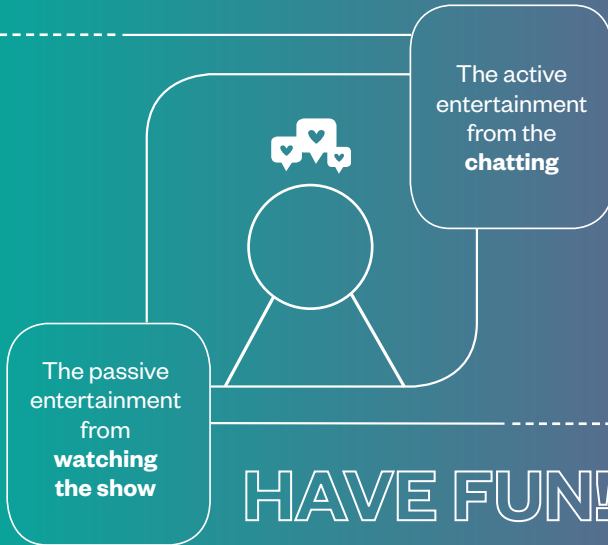 The active
entertainment
from the
chatting
The passive
entertainment
from
watching
the show
HAVE FUN!